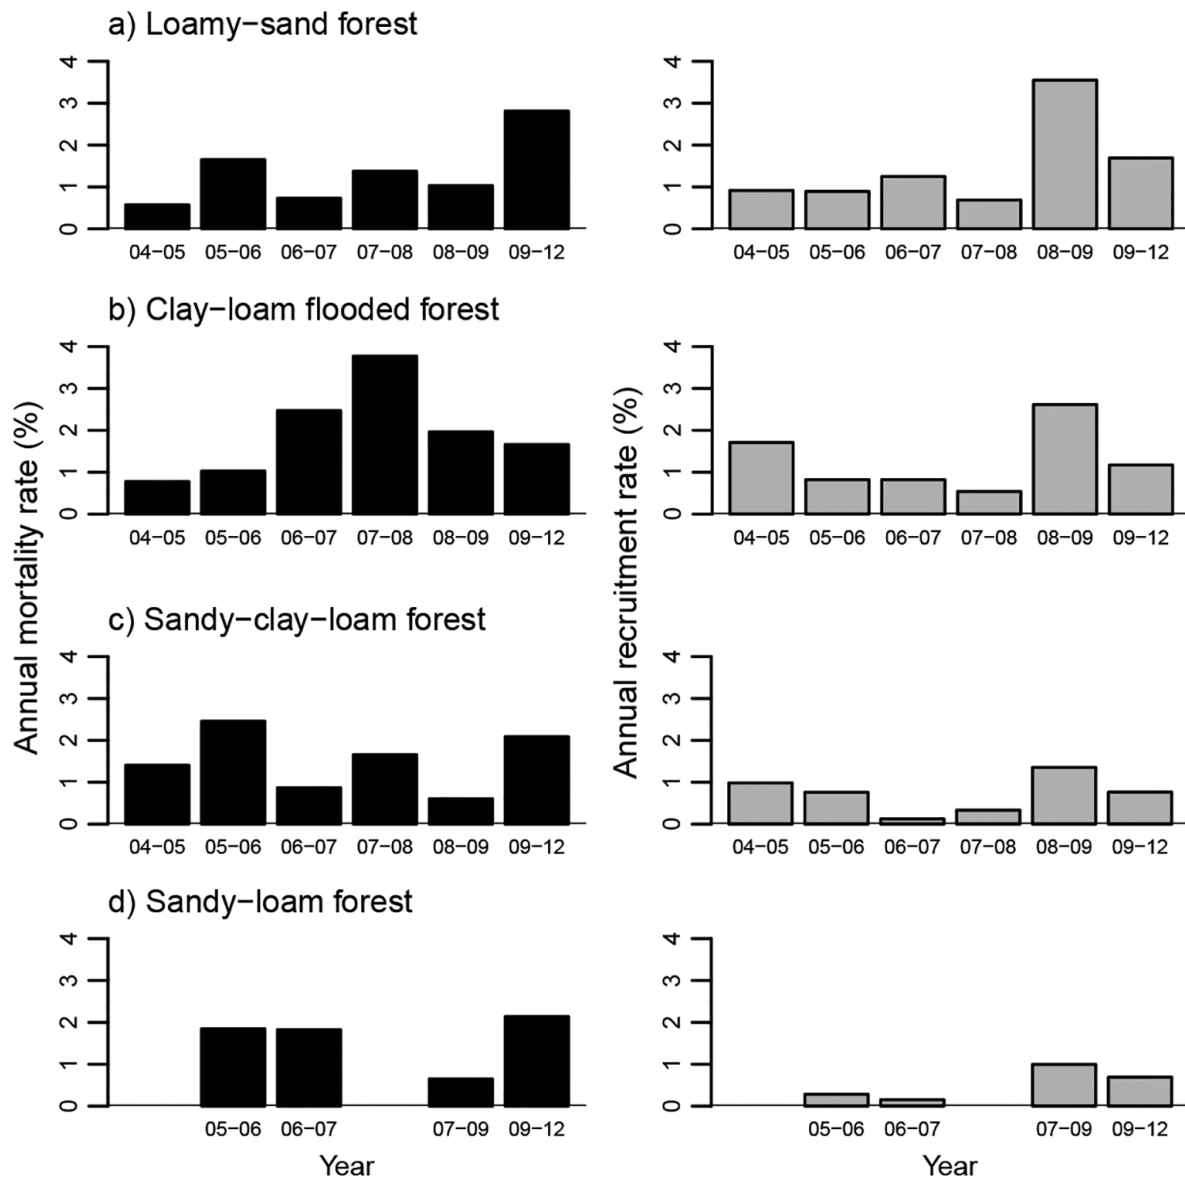 a) Loamy−sand forest
4 3 2 1 0
04−05 05−06 06−07 07−08 08−09 09−12
4 3 2 1 0
04−05 05−06 06−07 07−08 08−09 09−12
b) Clay−loam flooded forest
4 3 2 1 0
04−05 05−06 06−07 07−08 08−09 09−12
4 3 2 1 0
04−05 05−06 06−07 07−08 08−09 09−12
Annual mortality rate (%)
Annual recruitment rate (%)
c) Sandy−clay−loam forest
4 3 2 1 0
04−05 05−06 06−07 07−08 08−09 09−12
4 3 2 1 0
04−05 05−06 06−07 07−08 08−09 09−12
d) Sandy−loam forest
4 3 2 1 0
05−06 06−07 07−09 09−12
Year
4 3 2 1 0
05−06 06−07 07−09 09−12
Year